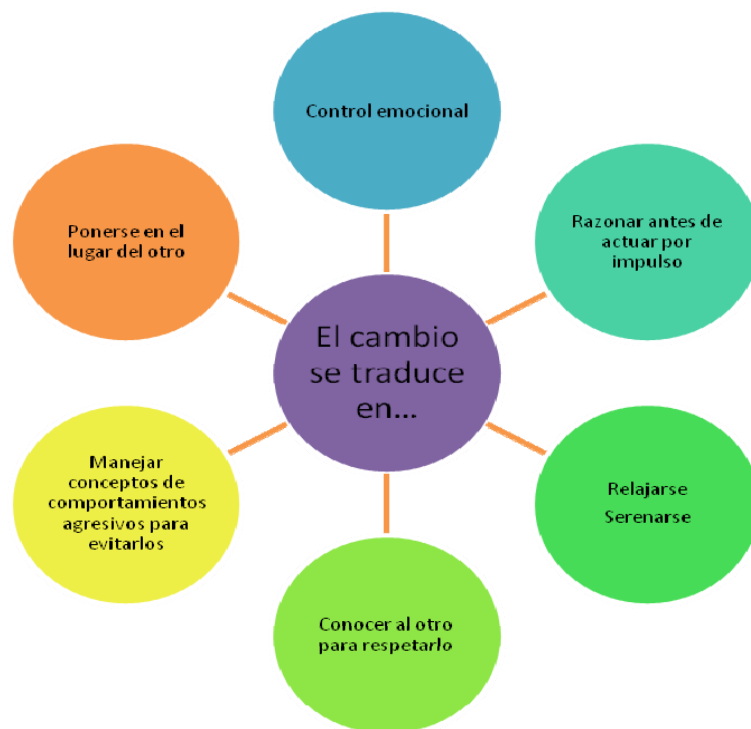 Control emocional
Razonar antes de
actuar por
impulso
Relajarse
Serenarse
Conocer al otro
para respetarlo
Manejar
conceptos de
comportamientos
agresivos para
evitarlos
Ponerse en el
lugar del otro
El cambio
se traduce
en...